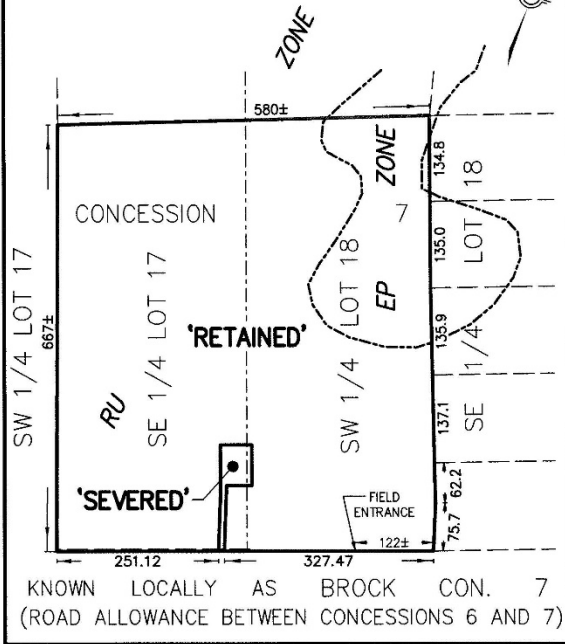 ZONE
580±
ZONE
134.8
SE 1/4 LOT 18
CONCESSION
7
SW 1/4 LOT 17
667±
SE 1/4 LOT 17
SW 1/4 LOT 18
135.0
EP
'RETAINED'
135.9
RU
137.1
'SEVERED'
62.2
FIELD
ENTRANCE
75.7
122±
251.12
327.47
KNOWN LOCALLY AS BROCK CON. 7
(ROAD ALLOWANCE BETWEEN CONCESSIONS 6 AND 7)